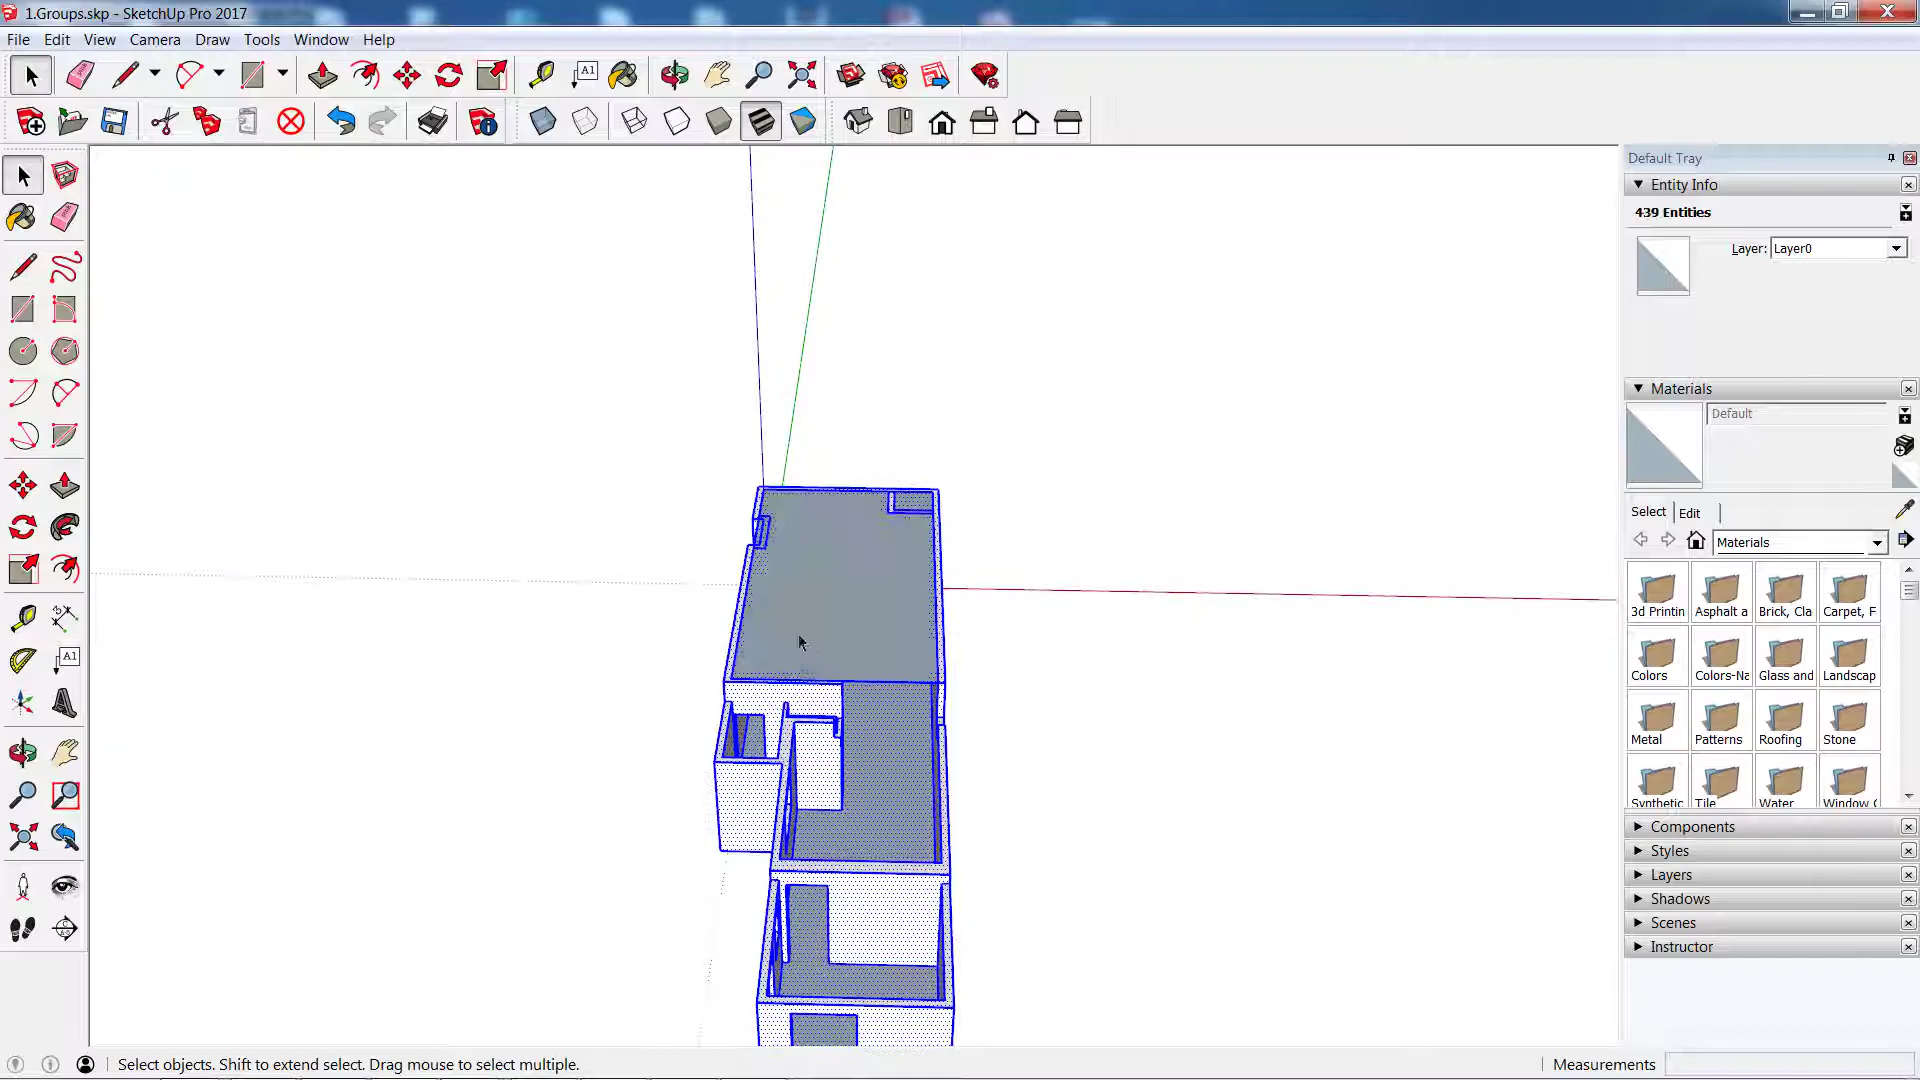 1.Groups.skp - SketchUp Pro 2017
File Edit View Camera Draw Tools Window Help
Default Tray
Entity Info
439 Entities
Layer: Layer0
Materials
Default
Select Edit
Materials
3d Printin Asphalt a Brick, Cla Carpet, F
Colors Colors-Na Glass and Landscap
Metal Patterns Roofing Stone
Synthetic Tile Water Window C
Components
Styles
Layers
Shadows
Scenes
Instructor
Select objects. Shift to extend select. Drag mouse to select multiple.
Measurements